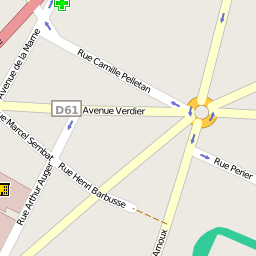 Avenue de la Marne
Rue Camille Pelletan
D61
Avenue Verdier
Rue Marcel Sembat
Rue Henri Barbusse
Rue Perier
Rue Arthur Auger
Arnoux